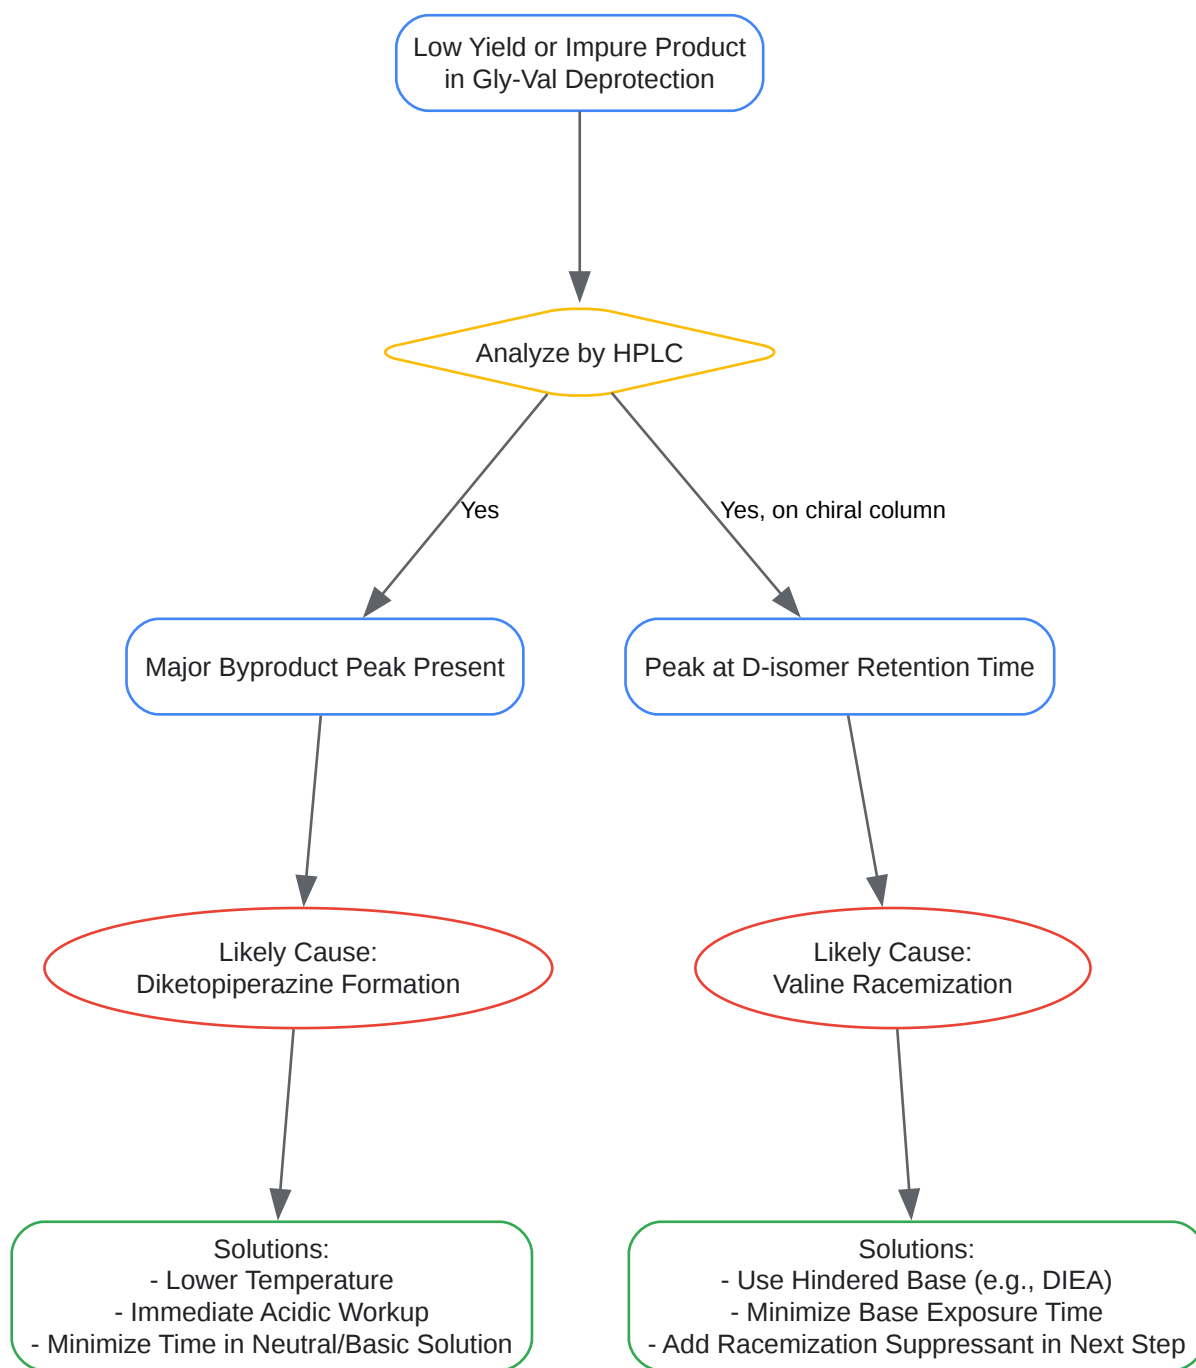 Low Yield or Impure Product
in Gly-Val Deprotection
Analyze by HPLC
Yes
Yes, on chiral column
Major Byproduct Peak Present
Peak at D-isomer Retention Time
Likely Cause:
Diketopiperazine Formation
Likely Cause:
Valine Racemization
Solutions:
- Lower Temperature
- Immediate Acidic Workup
- Minimize Time in Neutral/Basic Solution
Solutions:
- Use Hindered Base (e.g., DIEA)
- Minimize Base Exposure Time
- Add Racemization Suppressant in Next Step